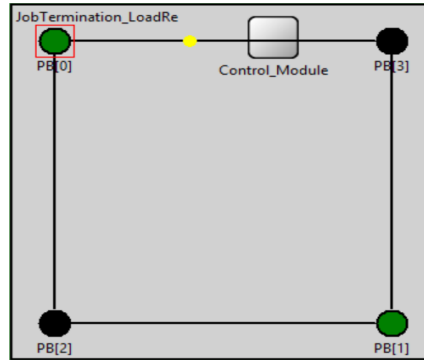 JobTermination_LoadRe
PB[0]
Control_Module
PB[3]
PB[2]
PB[1]